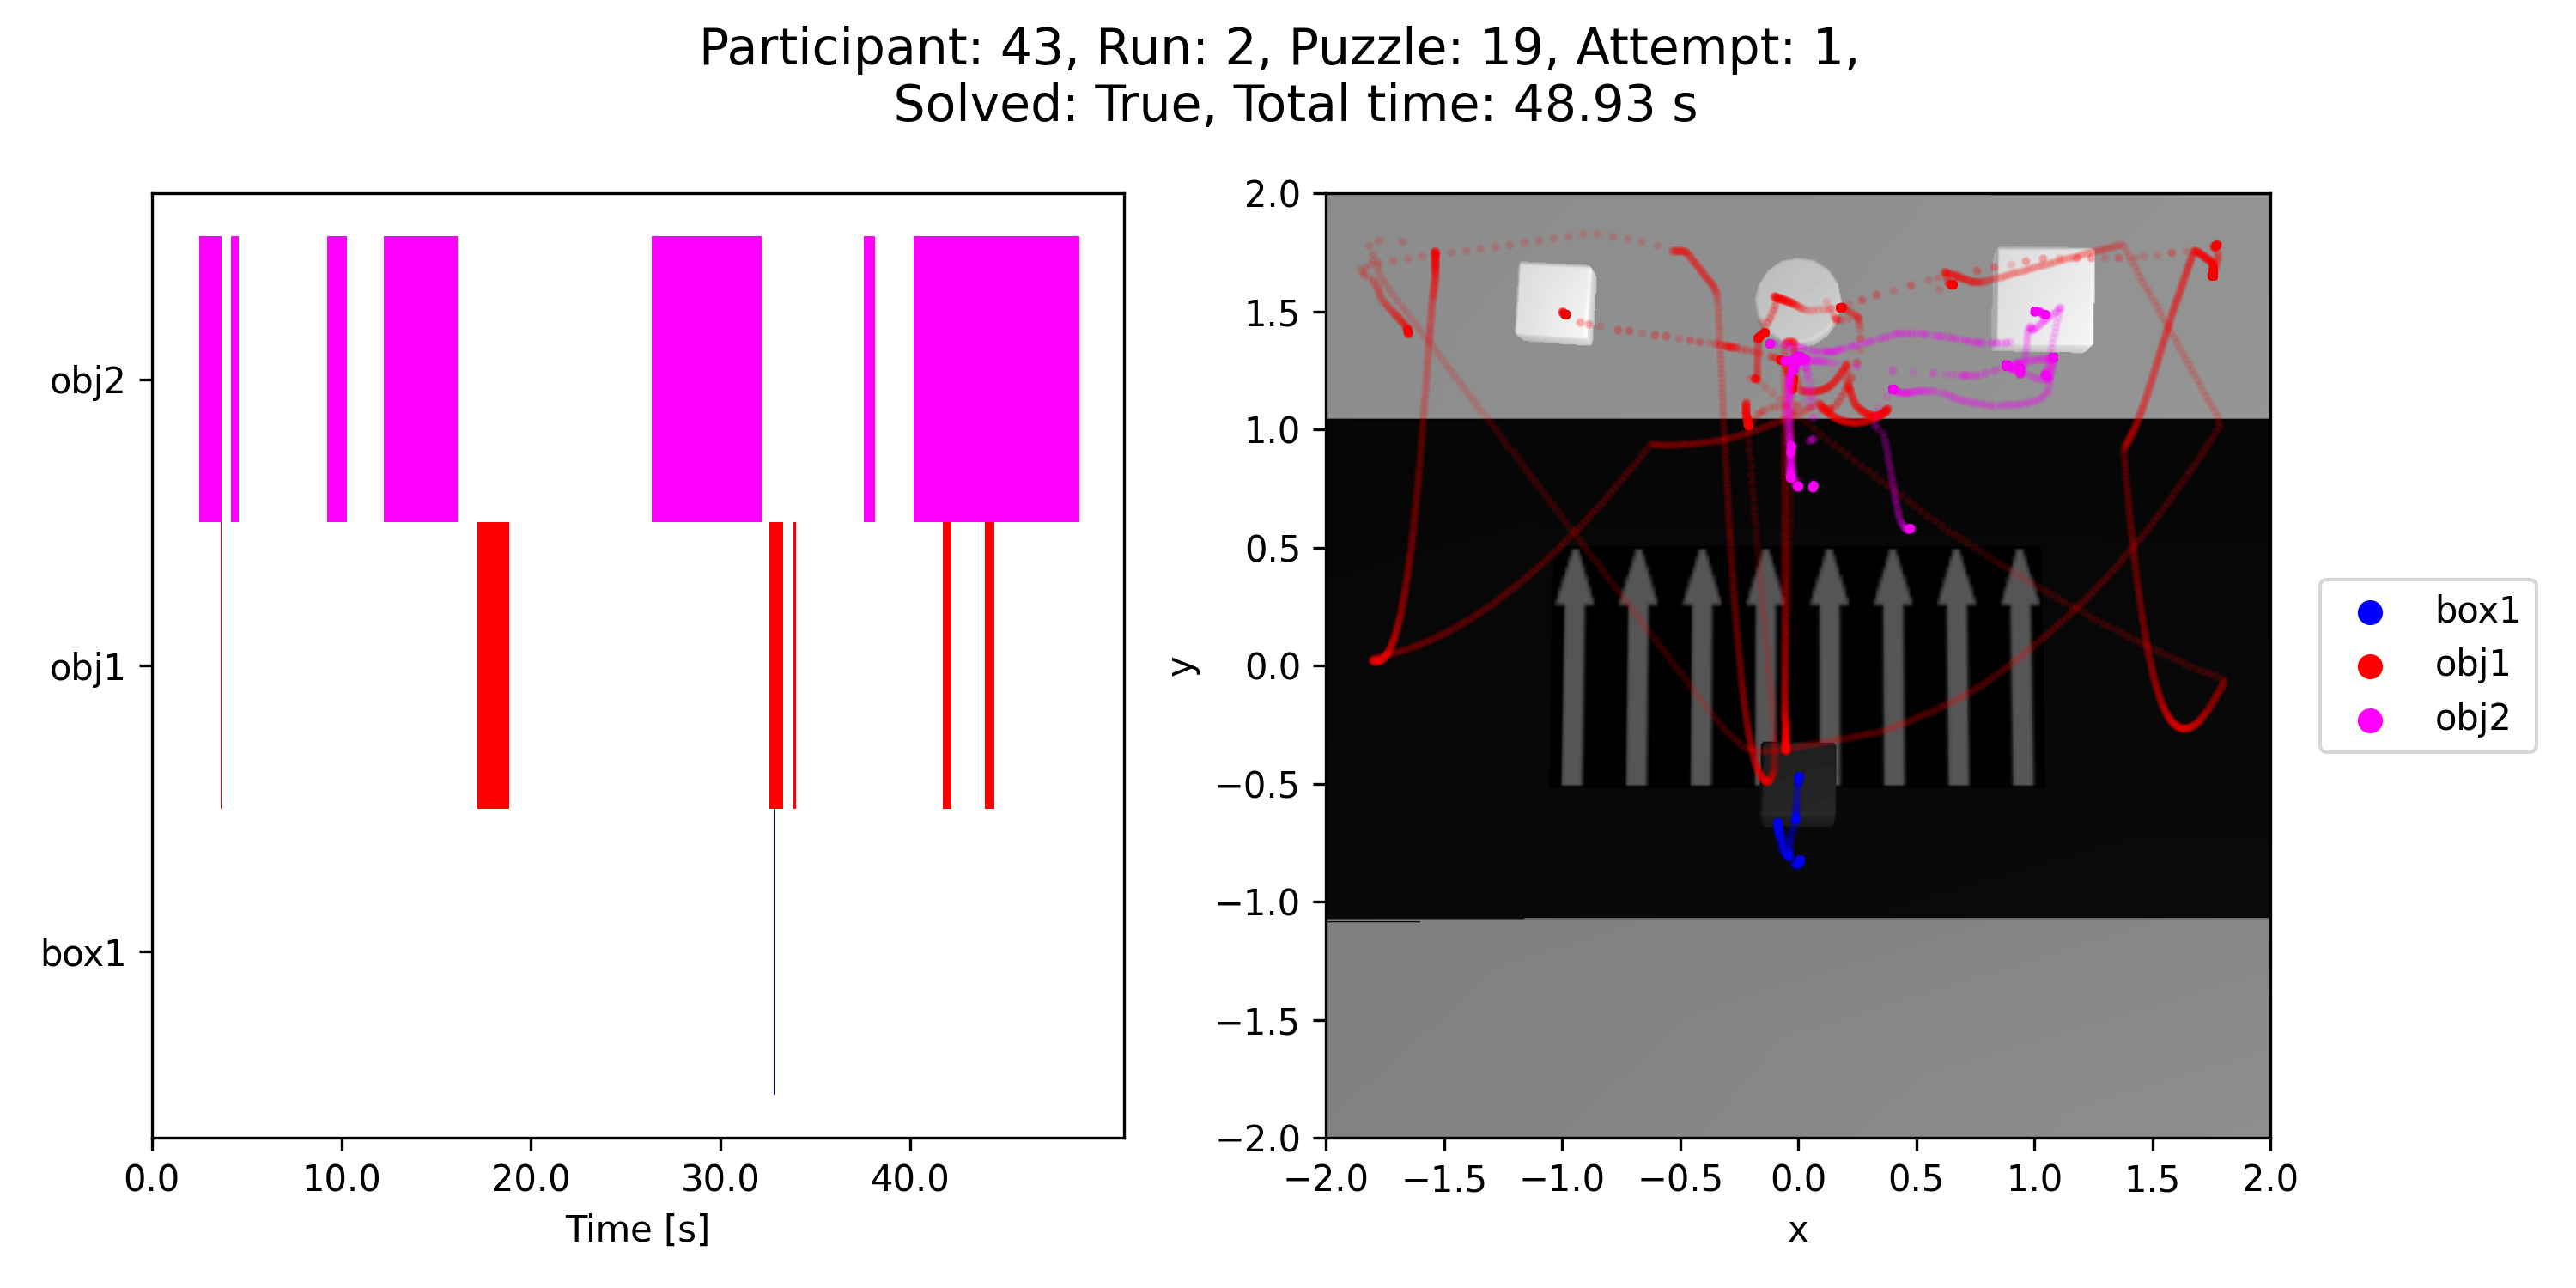 Participant: 43, Run: 2, Puzzle: 19, Attempt: 1,
Solved: True, Total time: 48.93 s
obj2
obj1
box1
0.0 10.0 20.0 30.0 40.0
Time [s]
2.0
1.5
1.0
0.5
0.0
−0.5
−1.0
−1.5
−2.0
y
−2.0 −1.5 −1.0 −0.5 0.0 0.5 1.0 1.5 2.0
x
box1
obj1
obj2